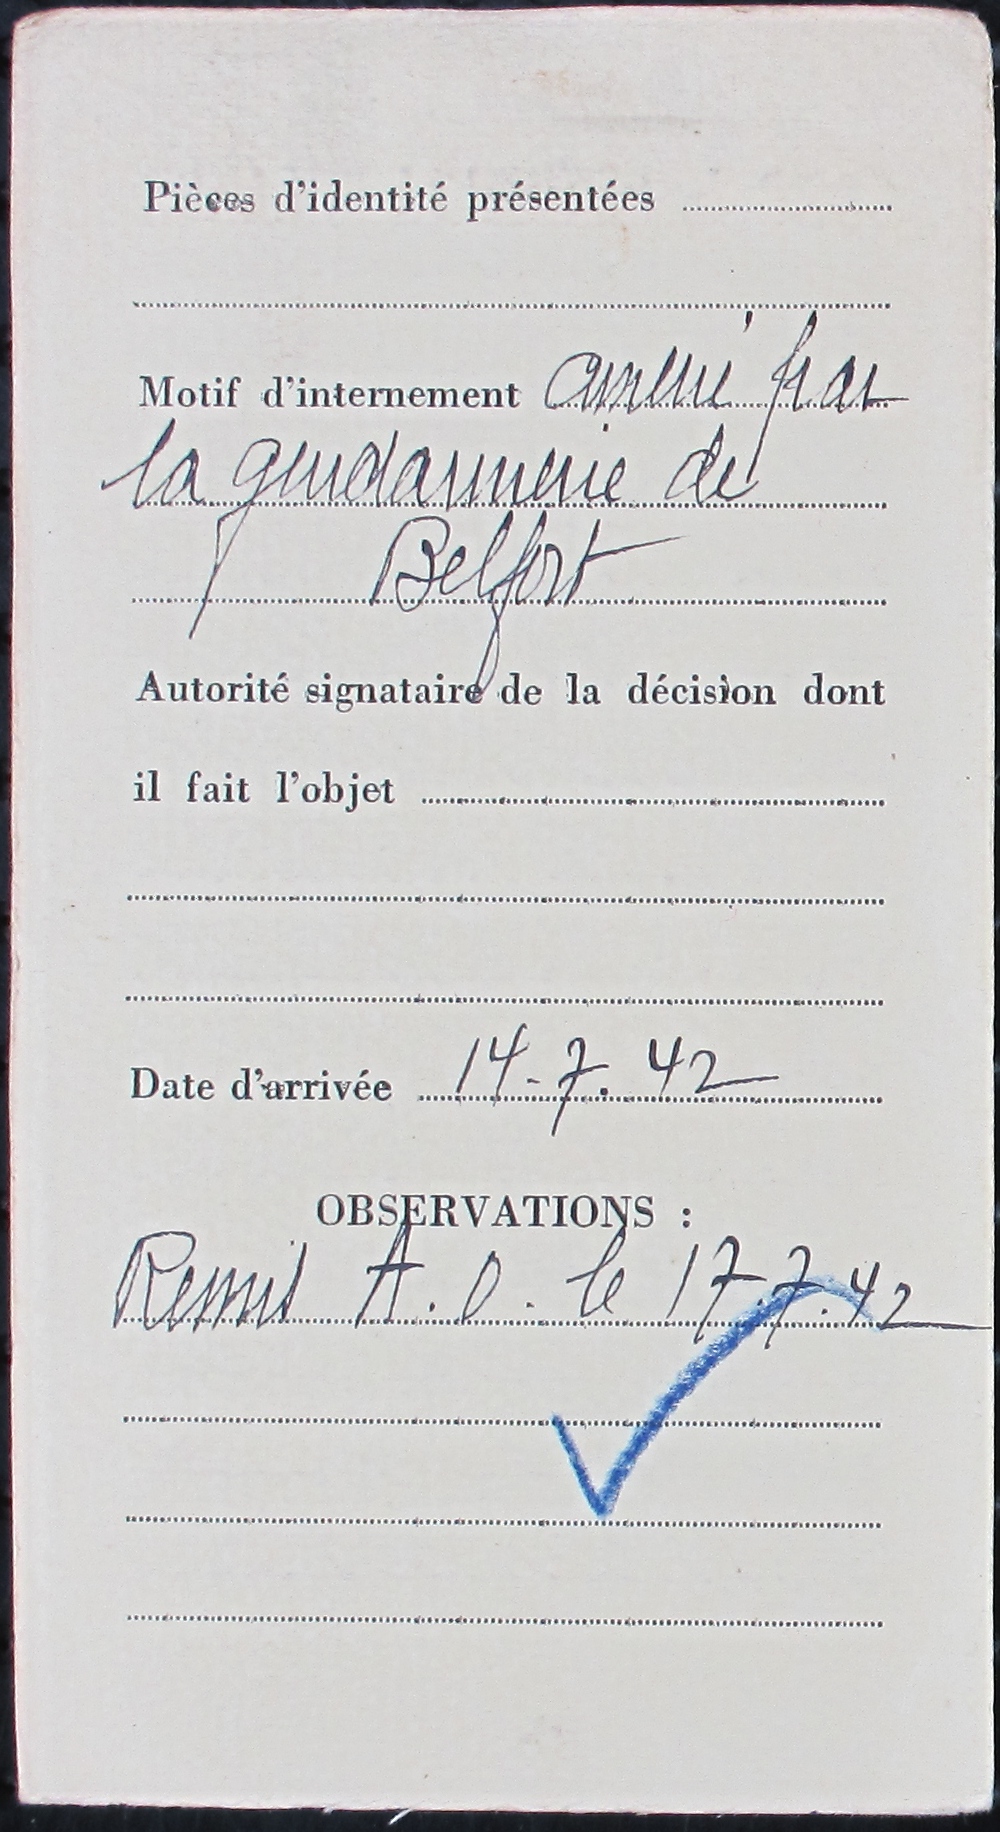 Pièces d'identité présentées
Motif d'internement amené par
la gendarmerie de
Belfort
Autorité signataire de la décision dont
il fait l'objet
Date d'arrivée 14-7.42
OBSERVATIONS :
Remis A.O. le 17.7.42